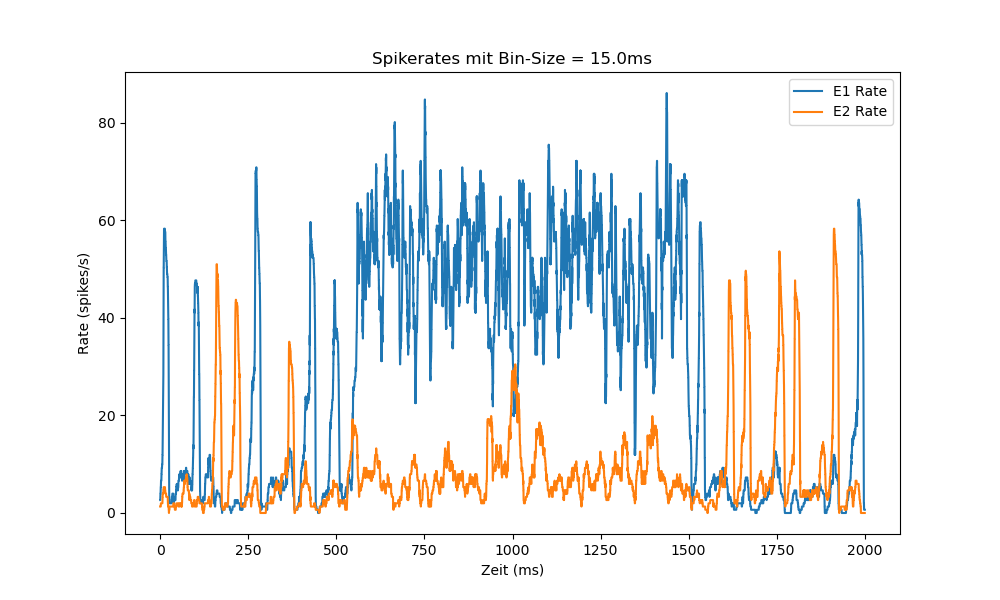 Spikerates mit Bin-Size = 15.0ms
E1 Rate
E2 Rate
Rate (spikes/s)
80
60
40
20
0
0 250 500 750 1000 1250 1500 1750 2000
Zeit (ms)